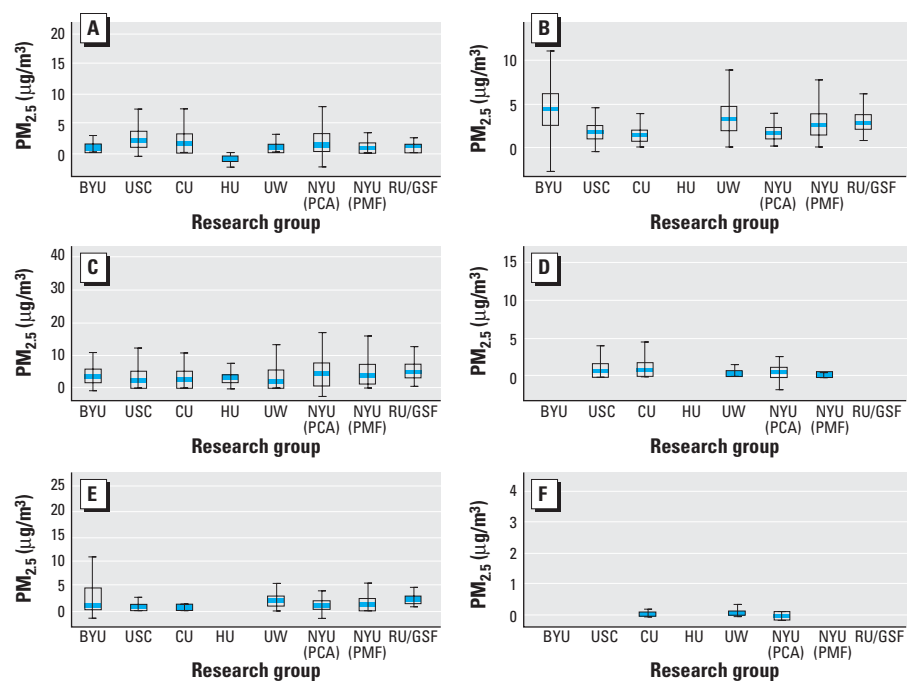 A
PM2.5 (µg/m3)
20
15
10
5
0
BYU USC CU HU UW NYU NYU RU/GSF
(PCA) (PMF)
Research group
B
PM2.5 (µg/m3)
10
5
0
BYU USC CU HU UW NYU NYU RU/GSF
(PCA) (PMF)
Research group
C
PM2.5 (µg/m3)
40
30
20
10
0
BYU USC CU HU UW NYU NYU RU/GSF
(PCA) (PMF)
Research group
D
PM2.5 (µg/m3)
15
10
5
0
BYU USC CU HU UW NYU NYU RU/GSF
(PCA) (PMF)
Research group
E
PM2.5 (µg/m3)
25
20
15
10
5
0
BYU USC CU HU UW NYU NYU RU/GSF
(PCA) (PMF)
Research group
F
PM2.5 (µg/m3)
4
3
2
1
0
BYU USC CU HU UW NYU NYU RU/GSF
(PCA) (PMF)
Research group